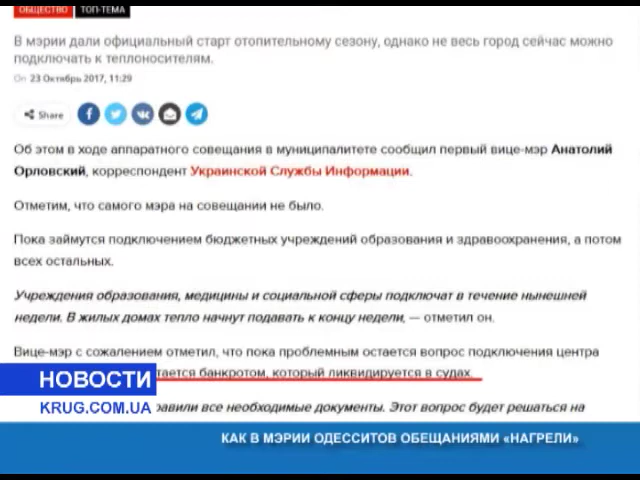 ОБЩЕСТВО ТОП-ТЕМА
В мэрии дали официальный старт отопительному сезону, однако не весь город сейчас можно
подключать к теплоносителям.
On 23 Октябрь 2017, 11:29
Share
Об этом в ходе аппаратного совещания в муниципалитете сообщил первый вице-мэр Анатолий
Орловский, корреспондент Украинской Службы Информации.
Отметим, что самого мэра на совещании не было.
Пока займутся подключением бюджетных учреждений образования и здравоохранения, а потом
всех остальных.
Учреждения образования, медицины и социальной сферы подключат в течение нынешней
недели. В жилых домах тепло начнут подавать к концу недели, — отметил он.
Вице-мэр с сожалением отметил, что пока проблемным остается вопрос подключения центра
банкротом, который ликвидируется в судах.
все необходимые документы. Этот вопрос будет решаться на
НОВОСТИ
KRUG.COM.UA
КАК В МЭРИИ ОДЕССИТОВ ОБЕЩАНИЯМИ «НАГРЕЛИ»